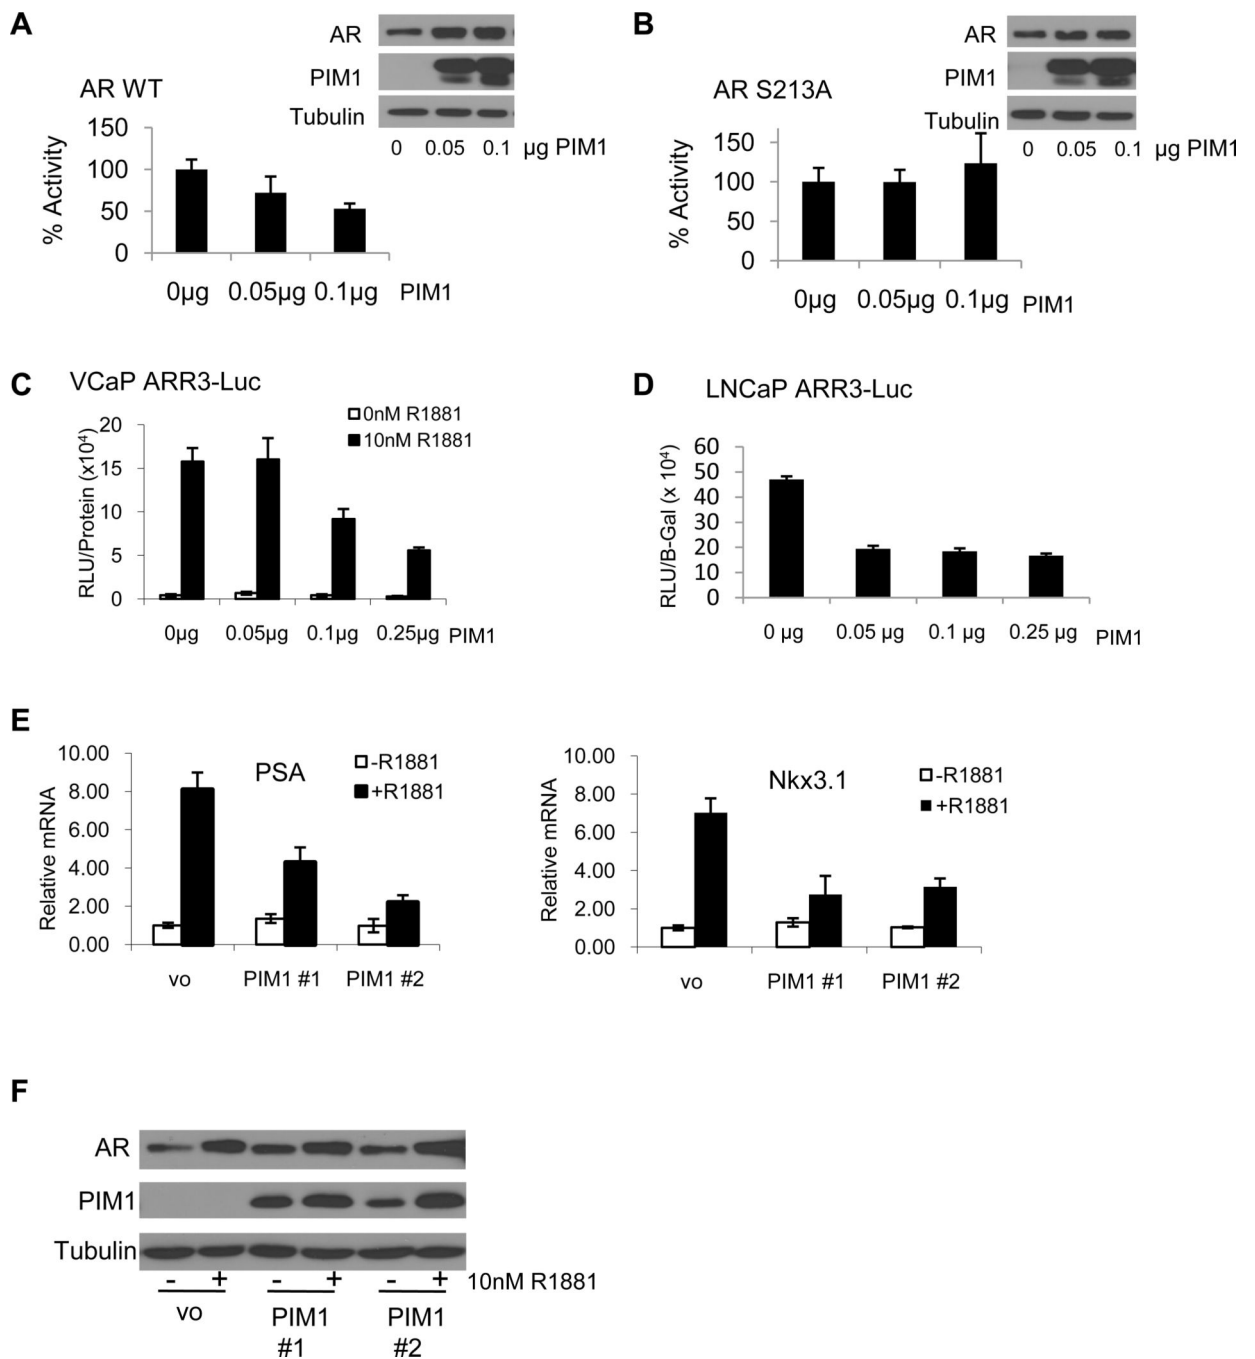 A
AR
PIM1
Tubulin
0 0.05 0.1 µg PIM1
AR WT
% Activity
150
100
50
0
0µg 0.05µg 0.1µg PIM1
B
AR
PIM1
Tubulin
0 0.05 0.1 µg PIM1
AR S213A
% Activity
150
100
50
0
0µg 0.05µg 0.1µg PIM1
C
VCaP ARR3-Luc
0nM R1881
10nM R1881
RLU/Protein (x10⁴)
20
15
10
5
0
0µg 0.05µg 0.1µg 0.25µg PIM1
D
LNCaP ARR3-Luc
RLU/B-Gal (x 10⁴)
60
50
40
30
20
10
0
0 µg 0.05 µg 0.1 µg 0.25 µg PIM1
E
PSA
-R1881
+R1881
Relative mRNA
10.00
8.00
6.00
4.00
2.00
0.00
vo PIM1 #1 PIM1 #2
Nkx3.1
-R1881
+R1881
Relative mRNA
10.00
8.00
6.00
4.00
2.00
0.00
vo PIM1 #1 PIM1 #2
F
AR
PIM1
Tubulin
- + - + - + 10nM R1881
vo PIM1 PIM1
#1 #2